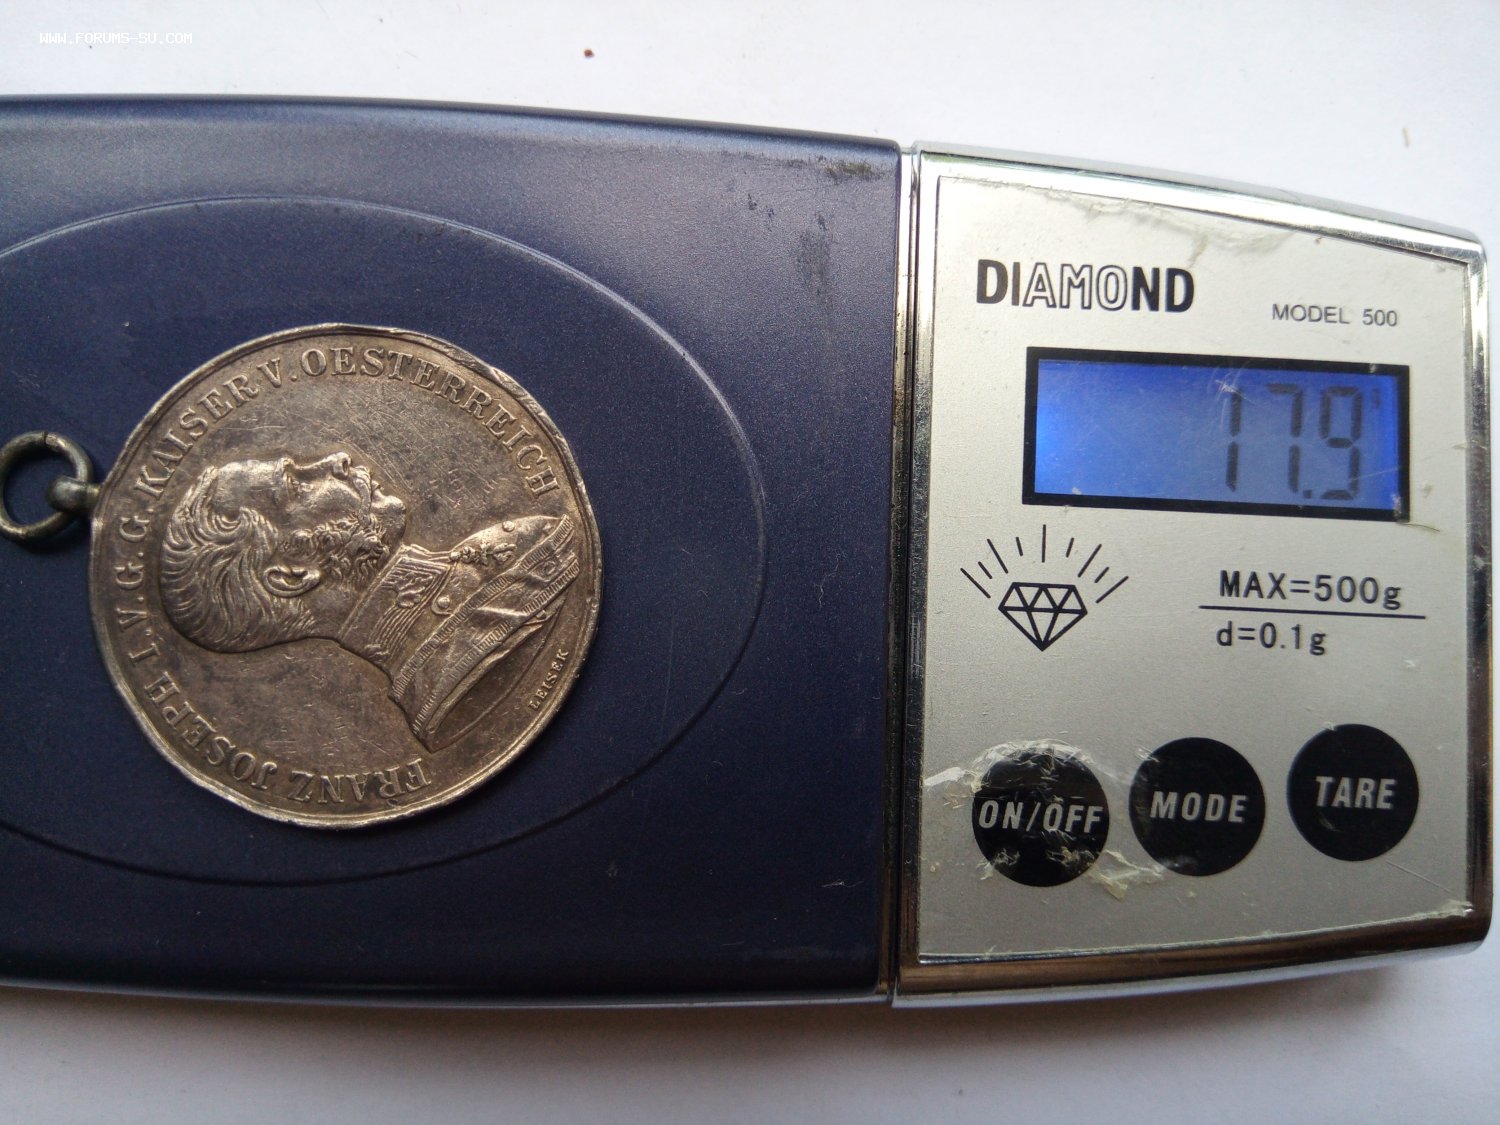 WWW.FORUMS-SU.COM
FRANZ JOSEPH I.V.G.G.KAISER V.OESTERREICH
LEISEK
DIAMOND
MODEL 500
17.9
MAX=500g
d=0.1g
ON/OFF
MODE
TARE